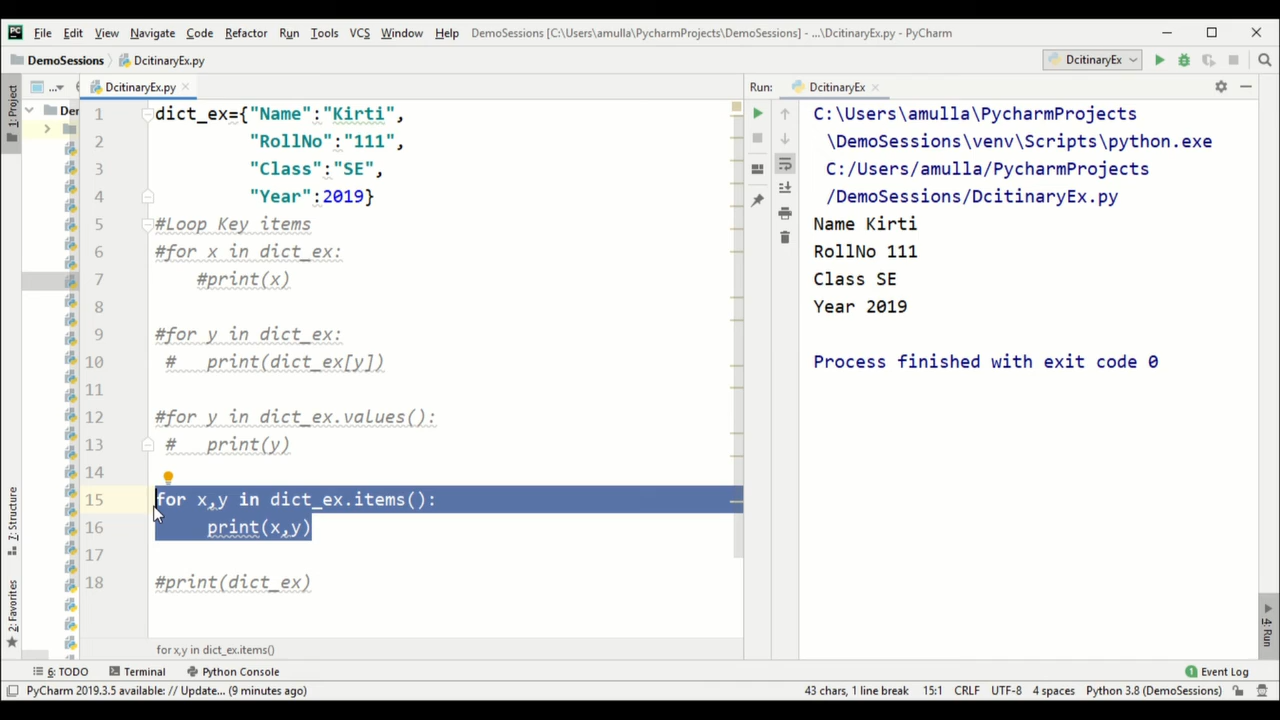 PC File Edit View Navigate Code Refactor Run Tools VCS Window Help DemoSessions [C:\Users\amulla\PycharmProjects\DemoSessions] - ...\DcitinaryEx.py - PyCharm
DemoSessions DcitinaryEx.py DcitinaryEx
1: Project
... DcitinaryEx.py
Der
1 dict_ex={"Name":"Kirti",
2 "RollNo":"111",
3 "Class":"SE",
4 "Year":2019}
5 #Loop Key items
6 #for x in dict_ex:
7 #print(x)
8
9 #for y in dict_ex:
10 # print(dict_ex[y])
11
12 #for y in dict_ex.values():
13 # print(y)
14
15 for x,y in dict_ex.items():
16 print(x,y)
17
18 #print(dict_ex)
for x,y in dict_ex.items()
7: Structure
2: Favorites
Run: DcitinaryEx
C:\Users\amulla\PycharmProjects
\DemoSessions\venv\Scripts\python.exe
C:/Users/amulla/PycharmProjects
/DemoSessions/DcitinaryEx.py
Name Kirti
RollNo 111
Class SE
Year 2019
Process finished with exit code 0
4: Run
6: TODO Terminal Python Console 1 Event Log
PyCharm 2019.3.5 available: // Update... (9 minutes ago) 43 chars, 1 line break 15:1 CRLF UTF-8 4 spaces Python 3.8 (DemoSessions)